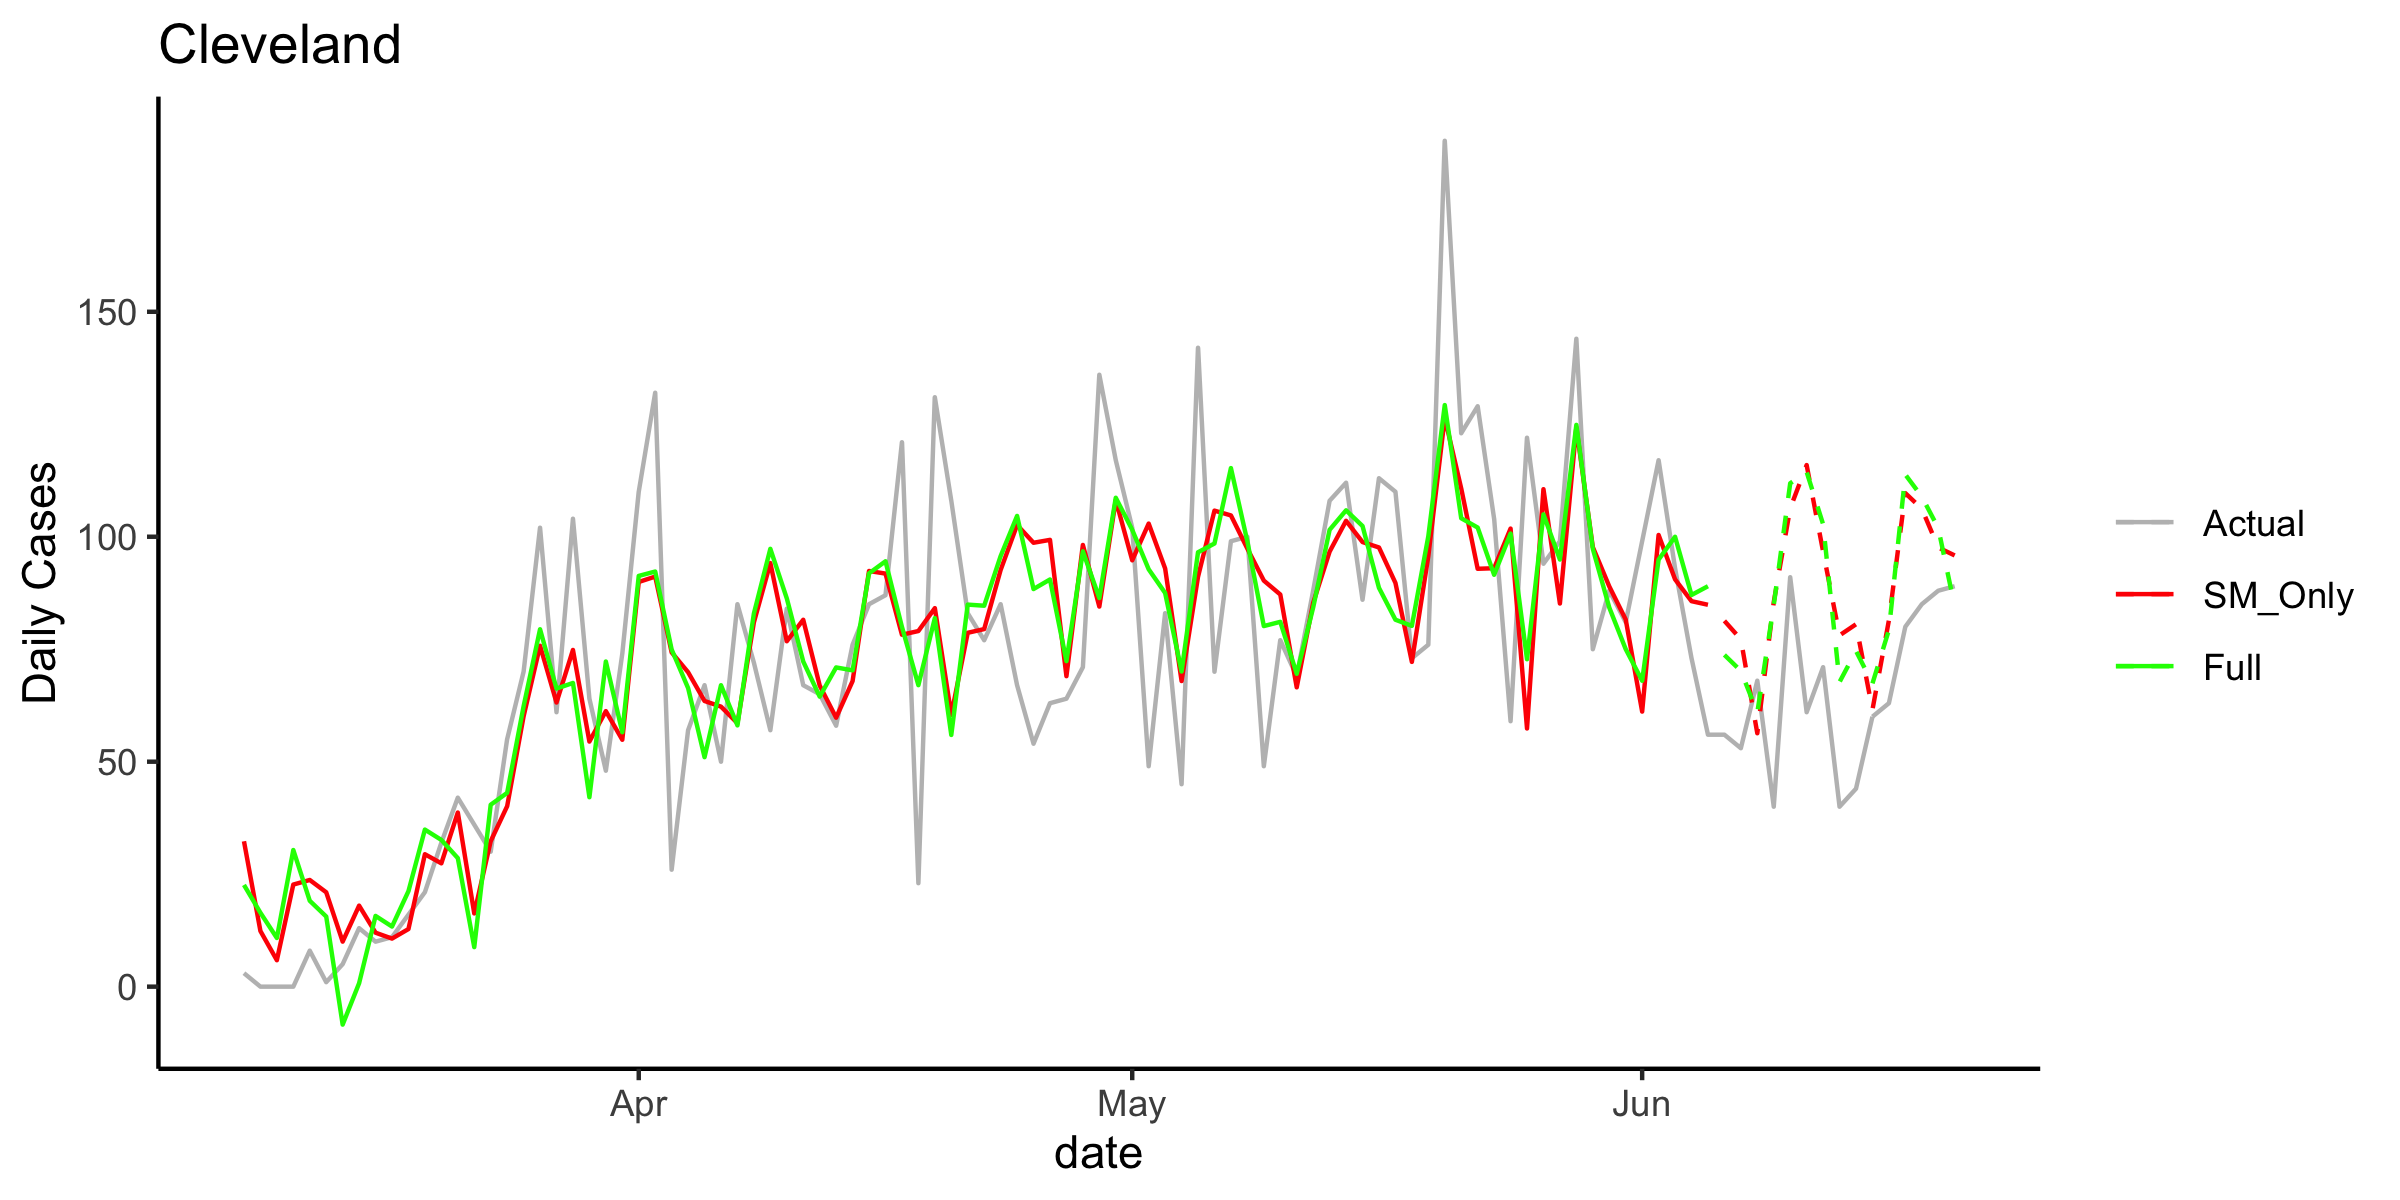 Cleveland
Daily Cases
150
100
50
0
Apr
May
Jun
date
Actual
SM_Only
Full